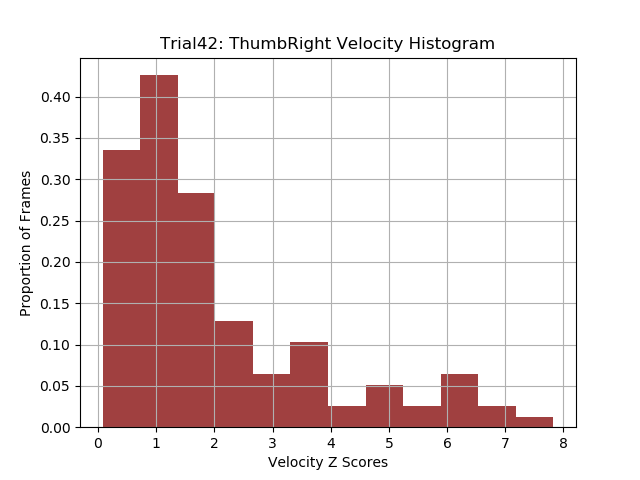 Trial42: ThumbRight Velocity Histogram
0.40
0.35
0.30
0.25
0.20
0.15
0.10
0.05
0.00
Proportion of Frames
0 1 2 3 4 5 6 7 8
Velocity Z Scores